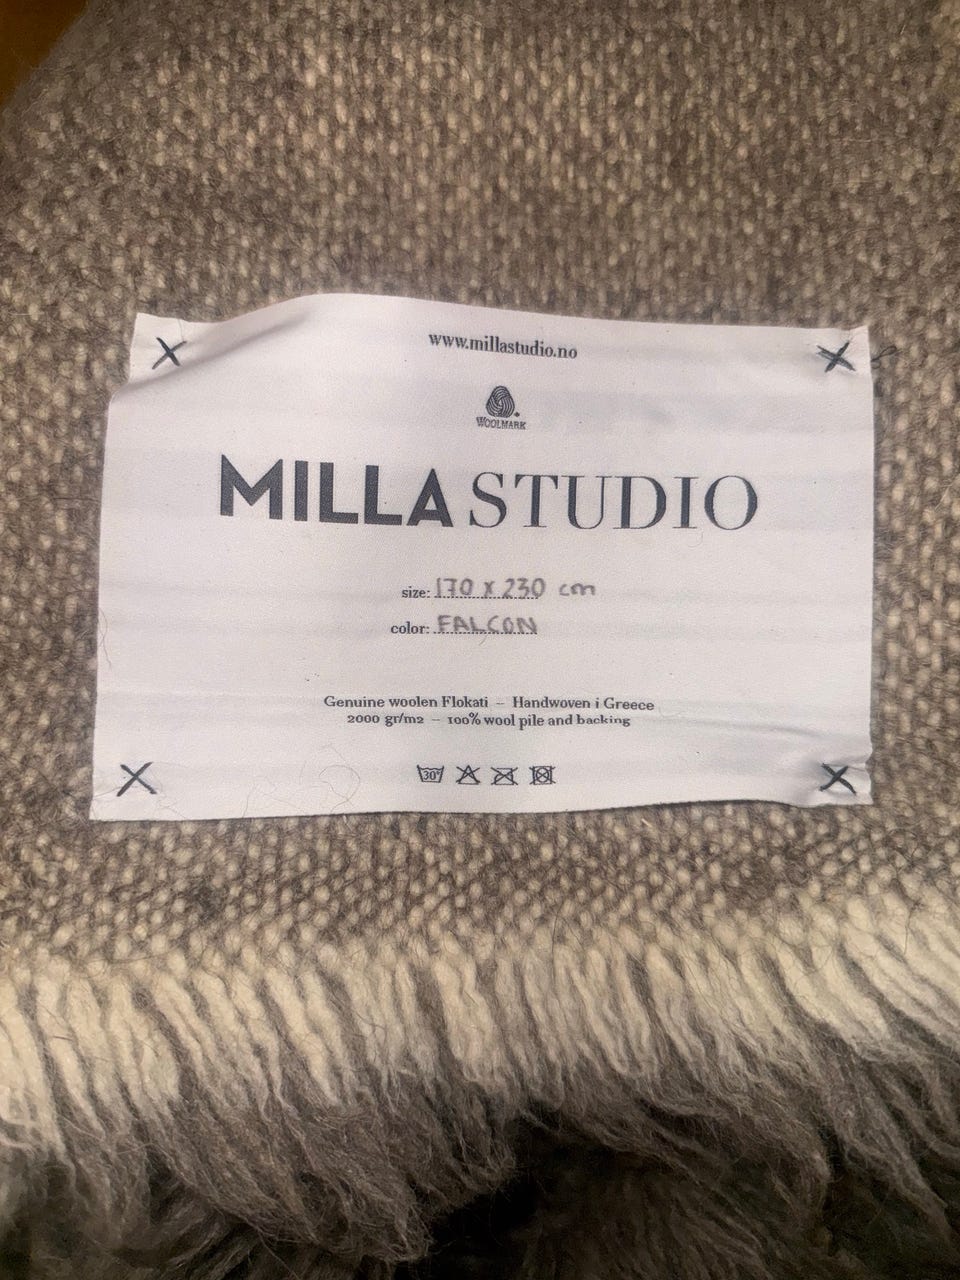 www.millastudio.no
WOOLMARK
MILLA STUDIO
size: 170 x 230 cm
color: FALCON
Genuine woolen Flokati – Handwoven i Greece
2000 gr/m2 – 100% wool pile and backing
30°